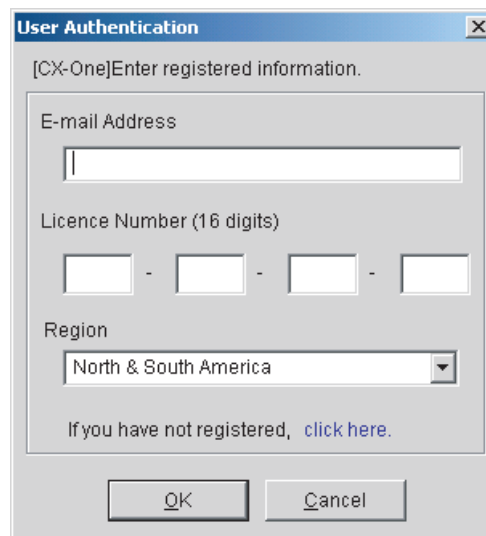 User Authentication
[CX-One]Enter registered information.
E-mail Address
Licence Number (16 digits)
- - -
Region
North & South America
If you have not registered, click here.
OK Cancel